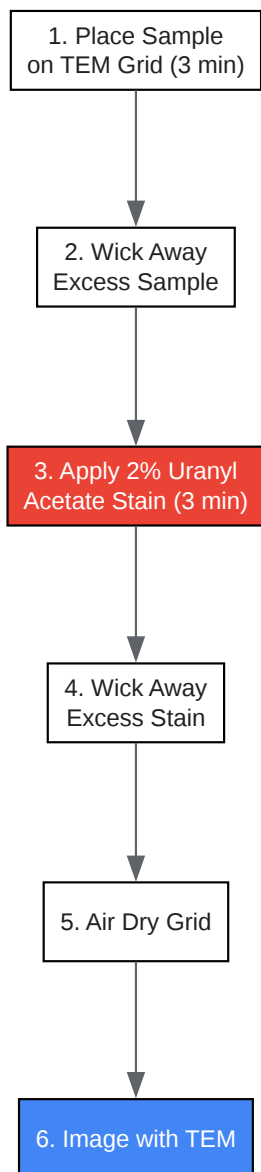 1. Place Sample
on TEM Grid (3 min)
2. Wick Away
Excess Sample
3. Apply 2% Uranyl
Acetate Stain (3 min)
4. Wick Away
Excess Stain
5. Air Dry Grid
6. Image with TEM